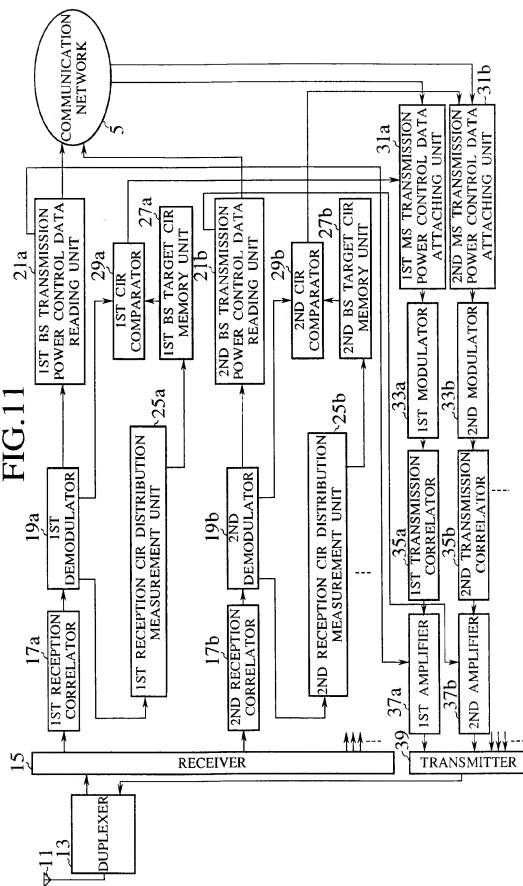 FIG.11
11
13
DUPLEXER
15
RECEIVER
17a
1ST RECEPTION
CORRELATOR
19a
1ST
DEMODULATOR
21a
1ST BS TRANSMISSION
POWER CONTROL DATA
READING UNIT
COMMUNICATION
NETWORK
5
29a
1ST CIR
COMPARATOR
1ST BS TARGET CIR
MEMORY UNIT
27a
1ST RECEPTION CIR DISTRIBUTION
MEASUREMENT UNIT
25a
17b
2ND RECEPTION
CORRELATOR
19b
2ND
DEMODULATOR
21b
2ND BS TRANSMISSION
POWER CONTROL DATA
READING UNIT
29b
2ND CIR
COMPARATOR
27b
2ND BS TARGET CIR
MEMORY UNIT
2ND RECEPTION CIR DISTRIBUTION
MEASUREMENT UNIT
25b
31a
1ST MS TRANSMISSION
POWER CONTROL DATA
ATTACHING UNIT
33a
1ST MODULATOR
35a
1ST TRANSMISSION
CORRELATOR
37a
1ST AMPLIFIER
39
TRANSMITTER
2ND MS TRANSMISSION
POWER CONTROL DATA
ATTACHING UNIT
31b
33b
2ND MODULATOR
35b
2ND TRANSMISSION
CORRELATOR
37b
2ND AMPLIFIER